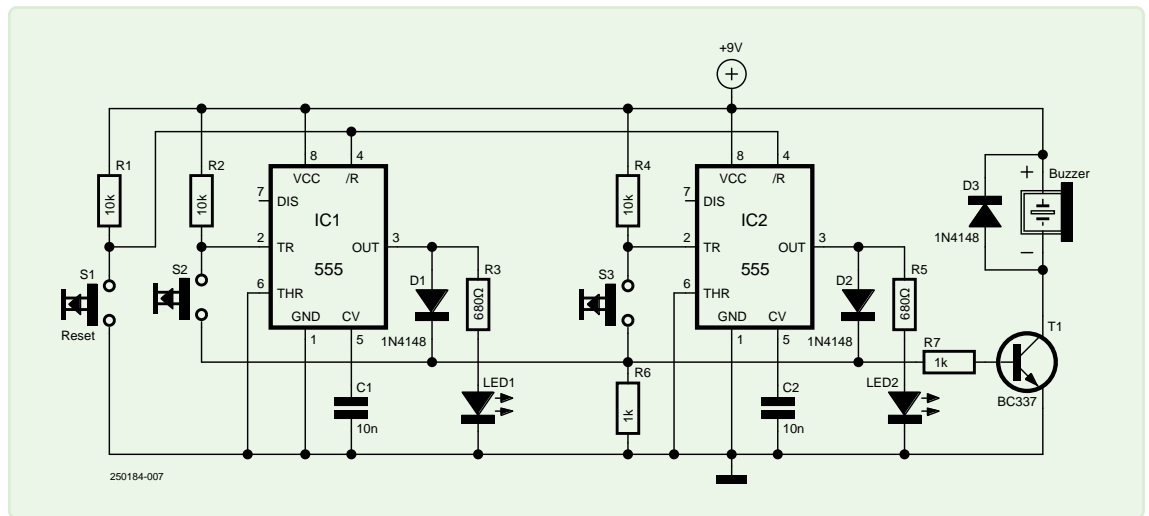 +9V
R1
10k
R2
10k
8
4
VCC
/R
7
DIS
IC1
2
TR
OUT
3
555
6
THR
GND
CV
1
5
S1
Reset
S2
D1
1N4148
R3
680Ω
C1
10n
LED1
R4
10k
8
4
VCC
/R
7
DIS
IC2
2
TR
OUT
3
555
6
THR
GND
CV
1
5
S3
D2
1N4148
R5
680Ω
R6
1k
C2
10n
LED2
R7
1k
D3
1N4148
+
Buzzer
–
T1
BC337
250184-007